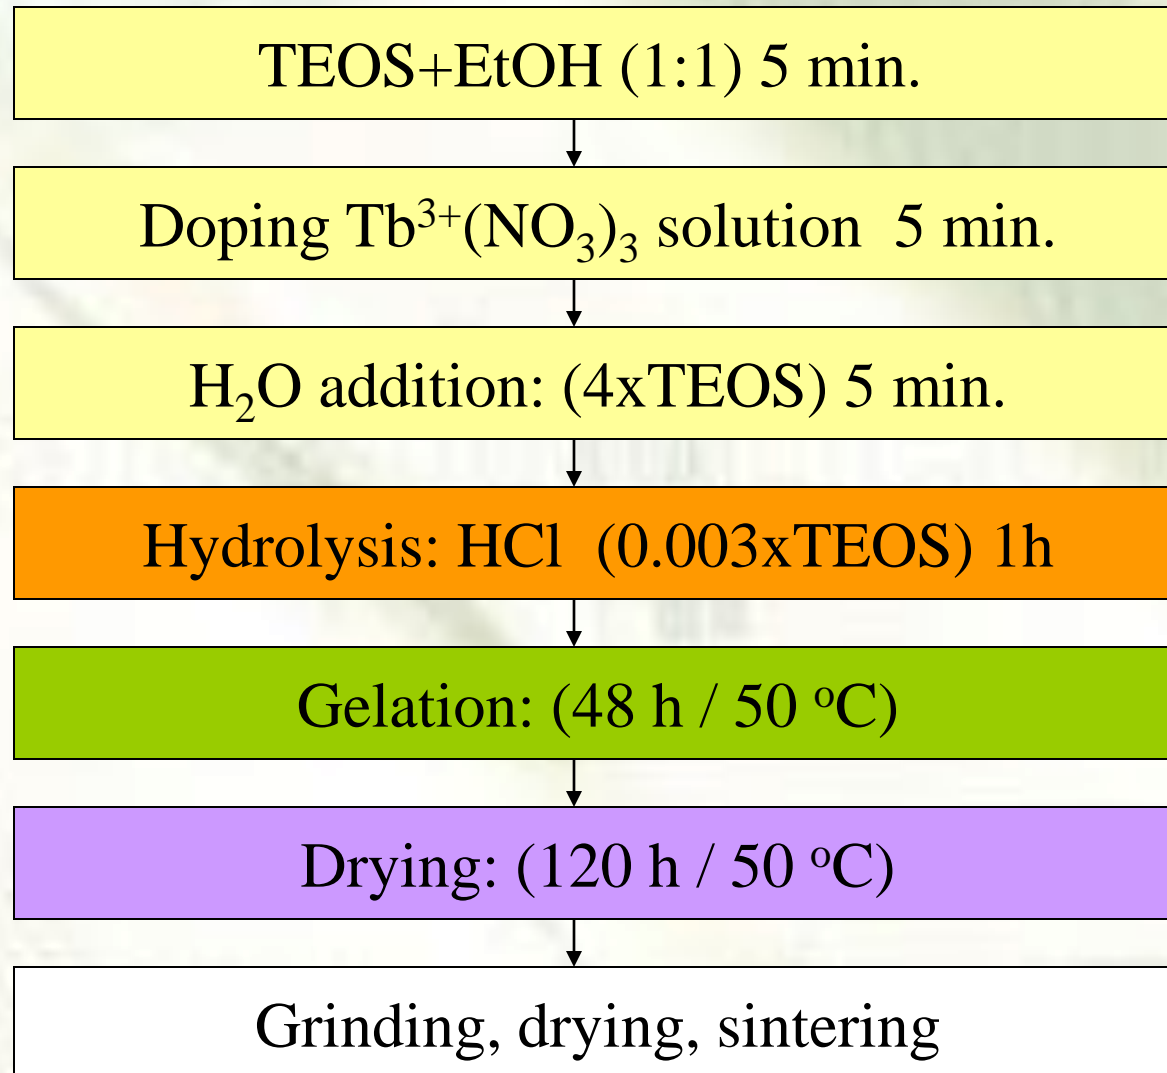 TEOS+EtOH (1:1) 5 min.
Doping Tb³⁺(NO₃)₃ solution 5 min.
H₂O addition: (4xTEOS) 5 min.
Hydrolysis: HCl (0.003xTEOS) 1h
Gelation: (48 h / 50 ºC)
Drying: (120 h / 50 ºC)
Grinding, drying, sintering